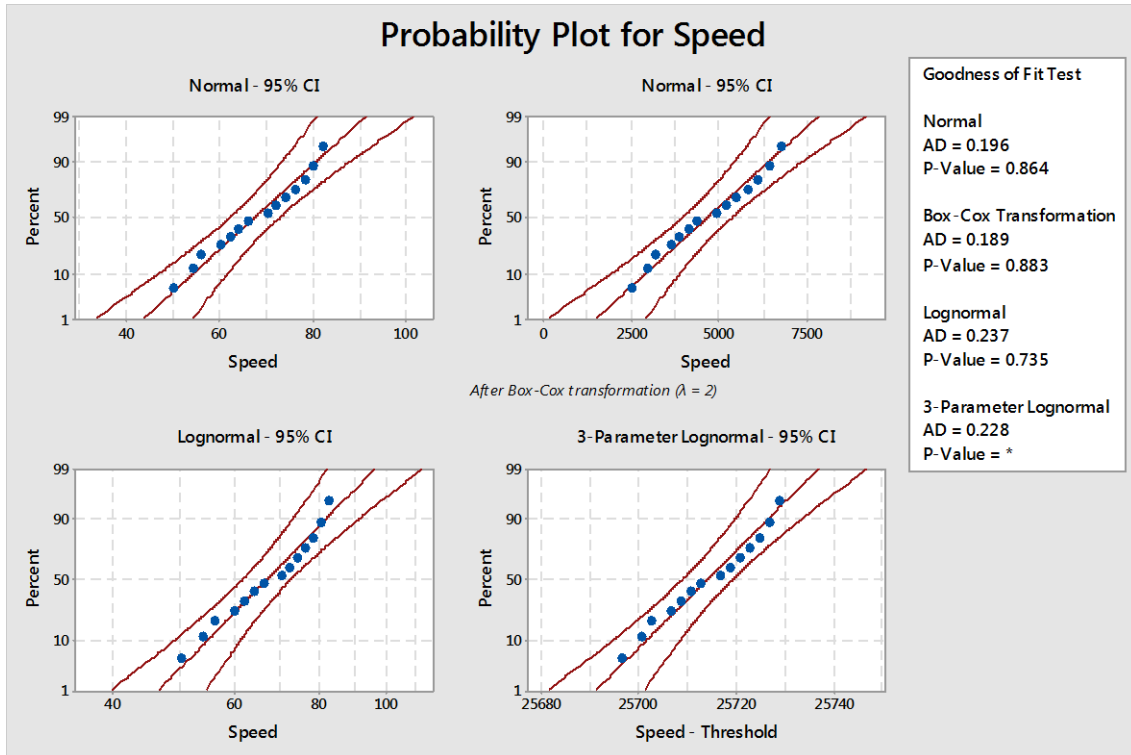 Probability Plot for Speed
Normal - 95% CI
99
90
50
10
1
Percent
40
60
80
100
Speed
Normal - 95% CI
99
90
50
10
1
Percent
0
2500
5000
7500
Speed
After Box-Cox transformation (λ = 2)
Lognormal - 95% CI
99
90
50
10
1
Percent
40
60
80
100
Speed
3-Parameter Lognormal - 95% CI
99
90
50
10
1
Percent
25680
25700
25720
25740
Speed - Threshold
Goodness of Fit Test
Normal
AD = 0.196
P-Value = 0.864
Box-Cox Transformation
AD = 0.189
P-Value = 0.883
Lognormal
AD = 0.237
P-Value = 0.735
3-Parameter Lognormal
AD = 0.228
P-Value = *